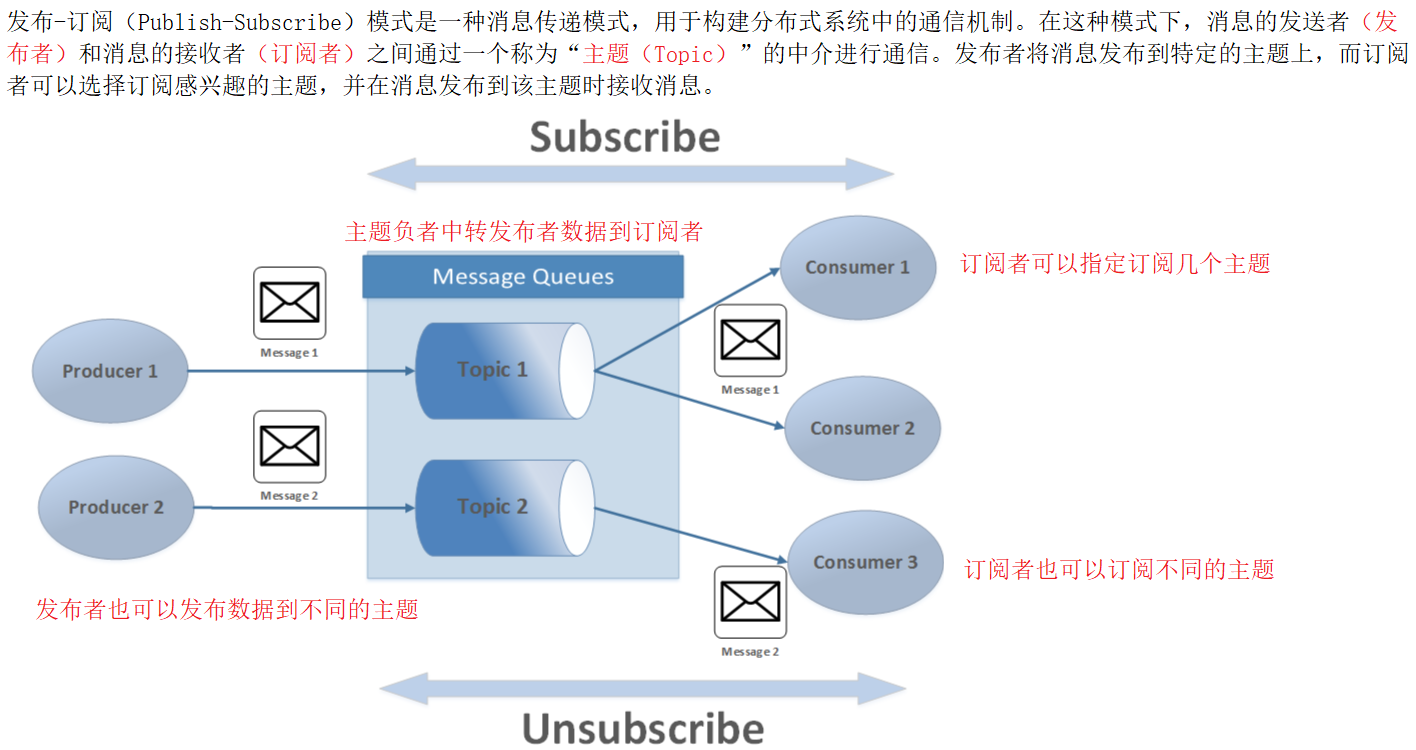 发布-订阅（Publish-Subscribe）模式是一种消息传递模式，用于构建分布式系统中的通信机制。在这种模式下，消息的发送者（发
布者）和消息的接收者（订阅者）之间通过一个称为“主题（Topic）”的中介进行通信。发布者将消息发布到特定的主题上，而订阅
者可以选择订阅感兴趣的主题，并在消息发布到该主题时接收消息。
Subscribe
主题负者中转发布者数据到订阅者
Message Queues
Consumer 1
订阅者可以指定订阅几个主题
Message 1
Producer 1
Topic 1
Message 1
Consumer 2
Message 2
Producer 2
Topic 2
Consumer 3
订阅者也可以订阅不同的主题
发布者也可以发布数据到不同的主题
Message 2
Unsubscribe